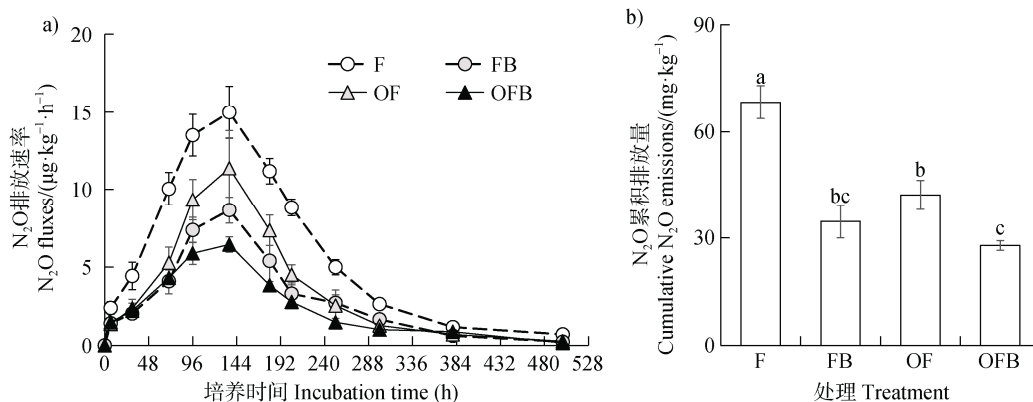 a)
20
15
10
5
0
N₂O排放速率
N₂O fluxes/(μg·kg⁻¹·h⁻¹)
F
FB
OF
OFB
0 48 96 144 192 240 288 336 384 432 480 528
培养时间 Incubation time (h)
b)
90
60
30
0
N₂O累积排放量
Cumulative N₂O emissions/(mg·kg⁻¹)
a
bc
b
c
F FB OF OFB
处理 Treatment